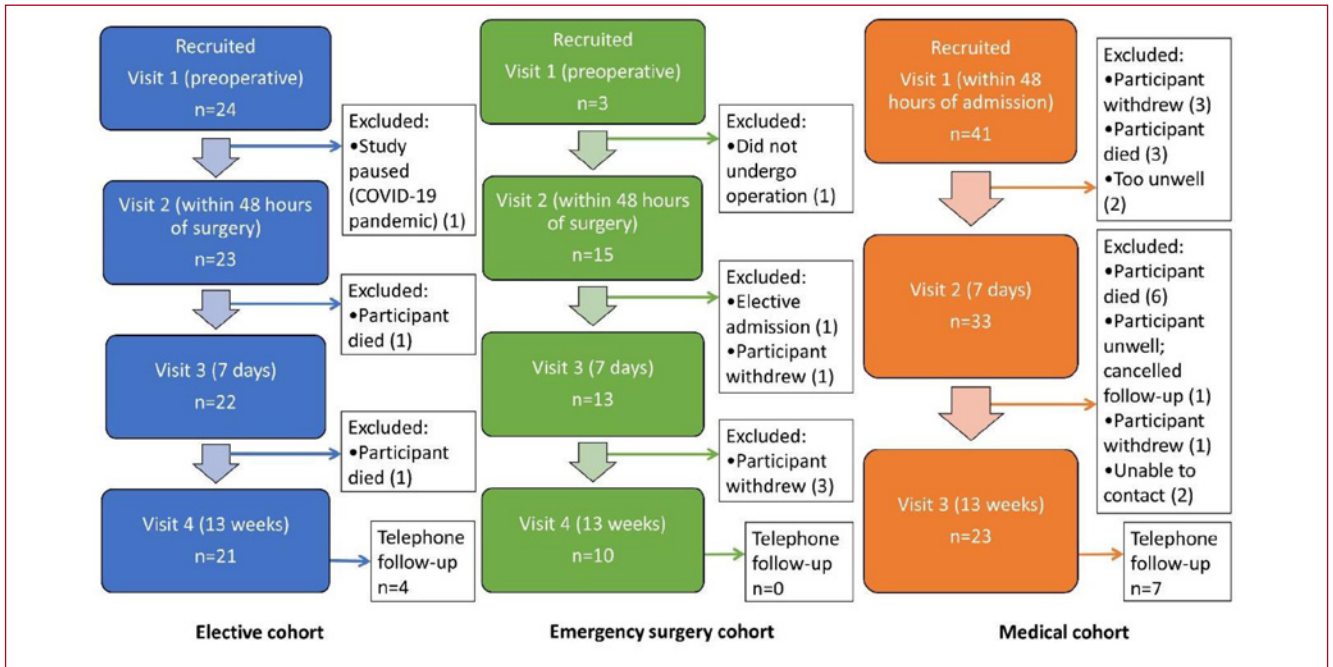 Recruited
Visit 1 (preoperative)
n=24
Excluded:
•Study
paused
(COVID-19
pandemic) (1)
Visit 2 (within 48 hours
of surgery)
n=23
Excluded:
•Participant
died (1)
Visit 3 (7 days)
n=22
Excluded:
•Participant
died (1)
Visit 4 (13 weeks)
n=21
Telephone
follow-up
n=4
Elective cohort
Recruited
Visit 1 (preoperative)
n=3
Excluded:
•Did not
undergo
operation (1)
Visit 2 (within 48 hours
of surgery)
n=15
Excluded:
•Elective
admission (1)
•Participant
withdrew (1)
Visit 3 (7 days)
n=13
Excluded:
•Participant
withdrew (3)
Visit 4 (13 weeks)
n=10
Telephone
follow-up
n=0
Emergency surgery cohort
Recruited
Visit 1 (within 48
hours of admission)
n=41
Excluded:
•Participant
withdrew (3)
•Participant
died (3)
•Too unwell
(2)
Visit 2 (7 days)
n=33
Excluded:
•Participant
died (6)
•Participant
unwell;
cancelled
follow-up (1)
•Participant
withdrew (1)
•Unable to
contact (2)
Visit 3 (13 weeks)
n=23
Telephone
follow-up
n=7
Medical cohort